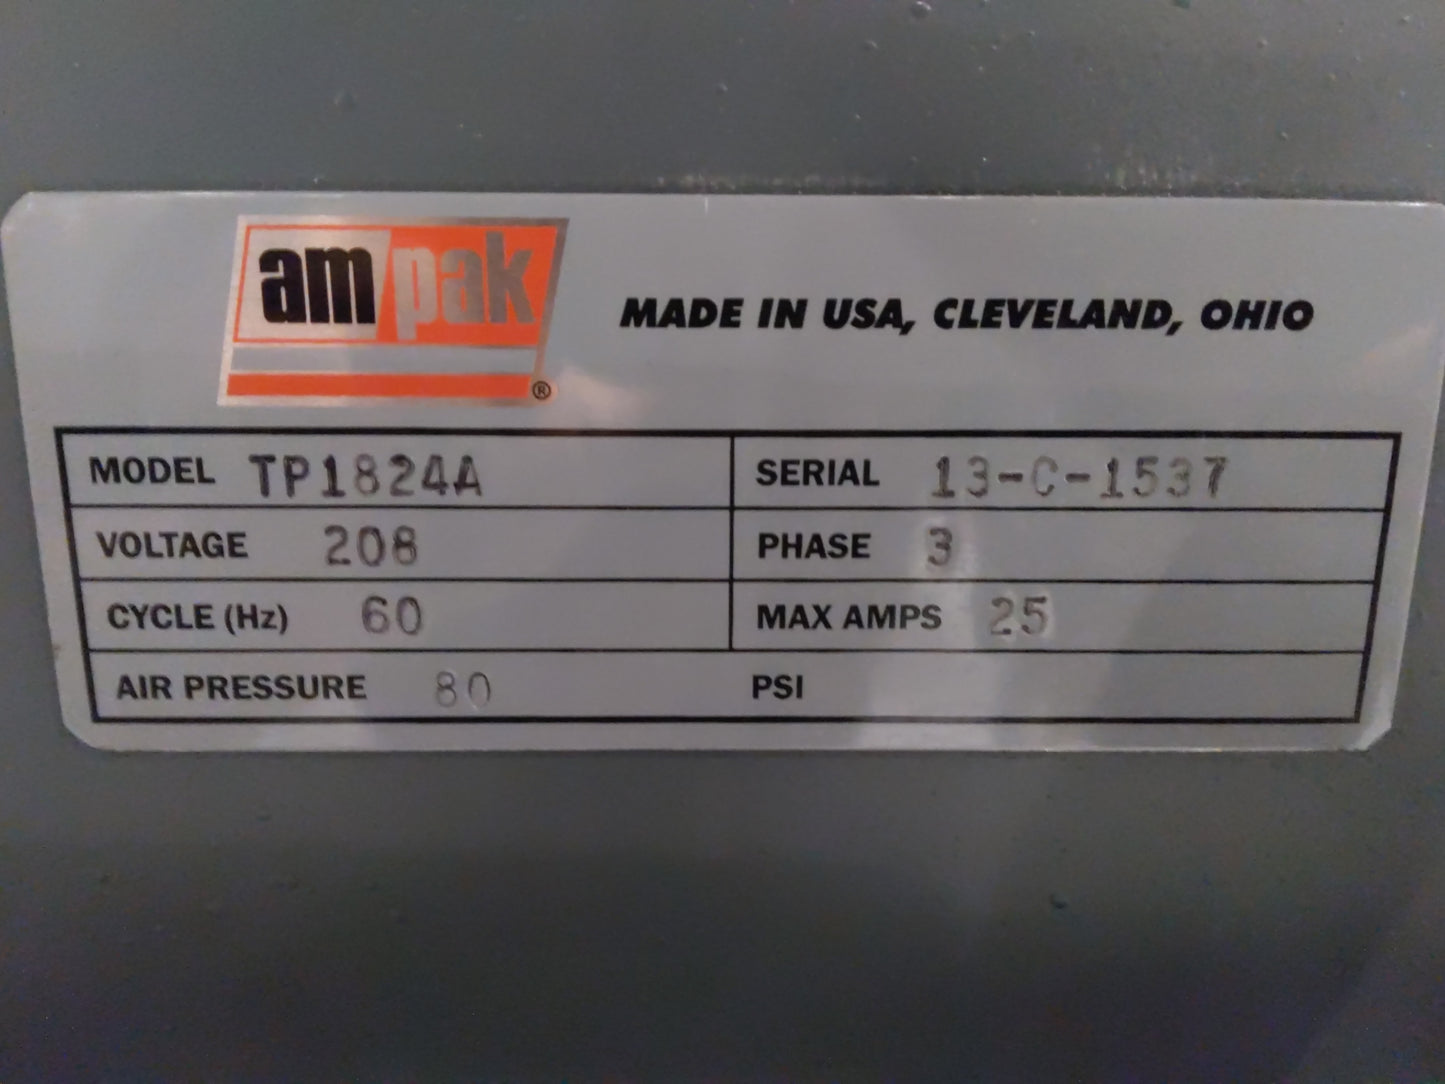 ampak®
MADE IN USA, CLEVELAND, OHIO
MODEL TP1824A SERIAL 13-C-1537
VOLTAGE 208 PHASE 3
CYCLE (Hz) 60 MAX AMPS 25
AIR PRESSURE 80 PSI